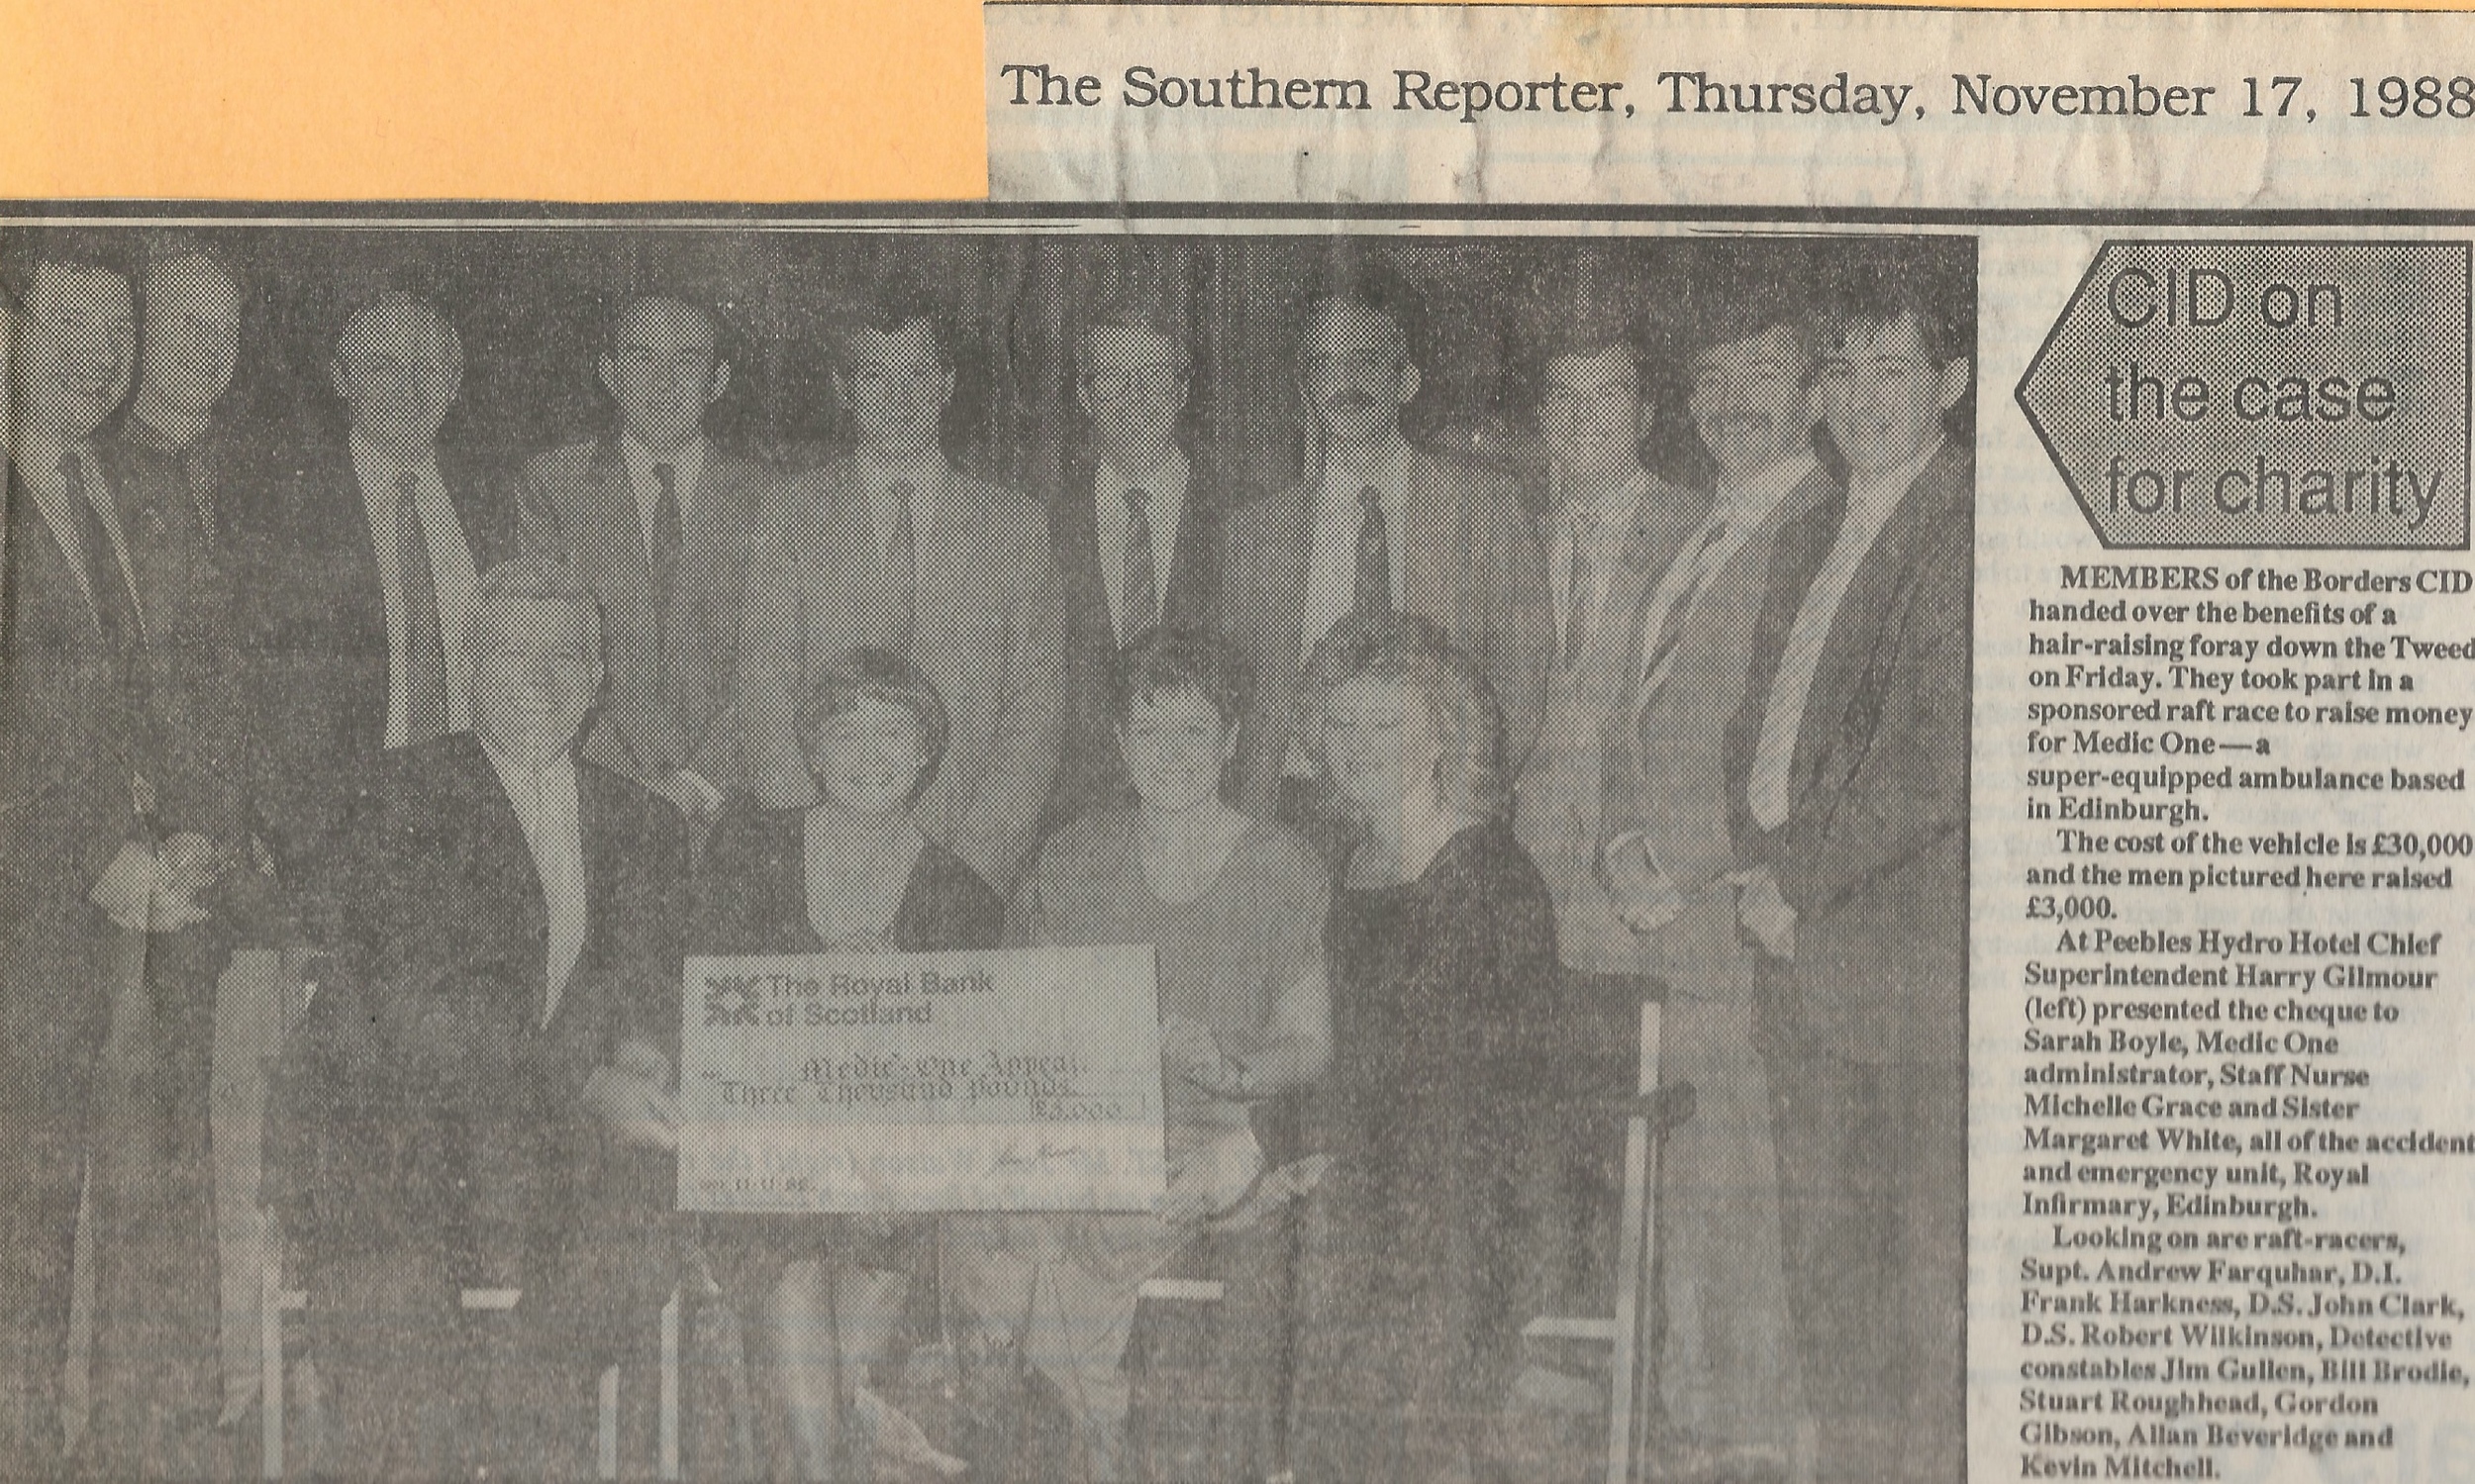 The Southern Reporter, Thursday, November 17, 1988
CID on
the case
for charity
MEMBERS of the Borders CID
handed over the benefits of a
hair-raising foray down the Tweed
on Friday. They took part in a
sponsored raft race to raise money
for Medic One—a
super-equipped ambulance based
in Edinburgh.
The cost of the vehicle is £30,000
and the men pictured here raised
£3,000.
At Peebles Hydro Hotel Chief
Superintendent Harry Gilmour
(left) presented the cheque to
Sarah Boyle, Medic One
administrator, Staff Nurse
Michelle Grace and Sister
Margaret White, all of the accident
and emergency unit, Royal
Infirmary, Edinburgh.
Looking on are raft-racers,
Supt. Andrew Farquhar, D.I.
Frank Harkness, D.S. John Clark,
D.S. Robert Wilkinson, Detective
constables Jim Gullen, Bill Brodie,
Stuart Roughhead, Gordon
Gibson, Allan Beveridge and
Kevin Mitchell.
The Royal Bank
of Scotland
Medic-One Appeal
Three Thousand Pounds
£3,000
11·11·88